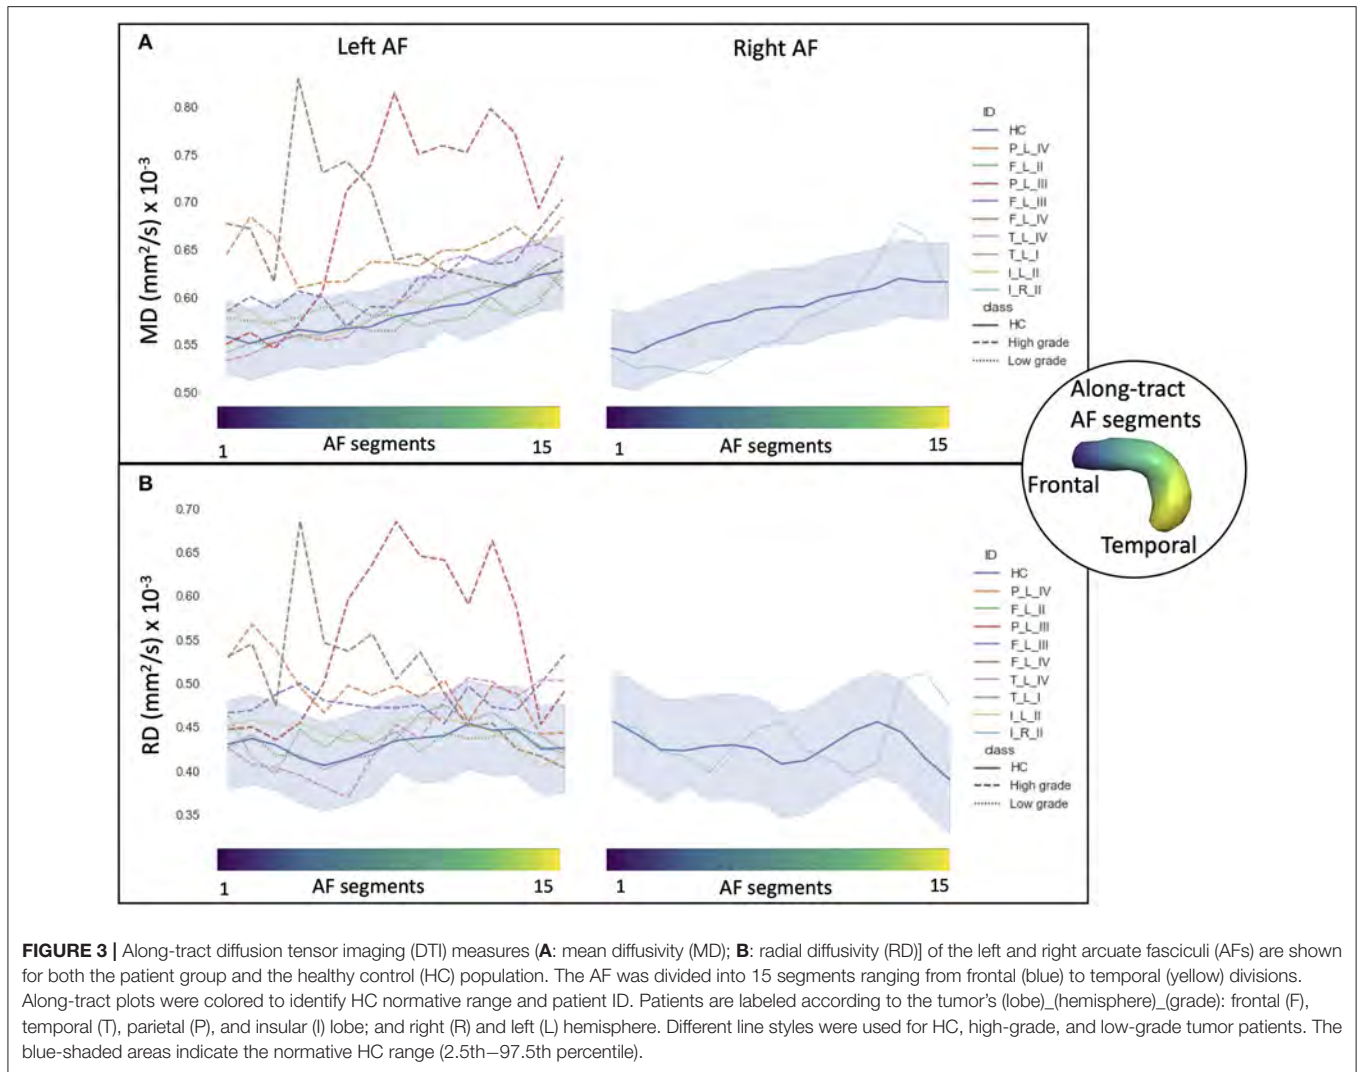 A
Left AF
Right AF
MD (mm²/s) x 10⁻³
0.80
0.75
0.70
0.65
0.60
0.55
0.50
ID
HC
P_L_IV
F_L_II
P_L_III
F_L_III
F_L_IV
T_L_IV
T_L_I
I_L_II
I_R_II
class
HC
High grade
Low grade
1
AF segments
15
1
AF segments
15
Along-tract
AF segments
Frontal
Temporal
B
RD (mm²/s) x 10⁻³
0.70
0.65
0.60
0.55
0.50
0.45
0.40
0.35
ID
HC
P_L_IV
F_L_II
P_L_III
F_L_III
F_L_IV
T_L_IV
T_L_I
I_L_II
I_R_II
class
HC
High grade
Low grade
1
AF segments
15
1
AF segments
15
FIGURE 3 | Along-tract diffusion tensor imaging (DTI) measures (A: mean diffusivity (MD); B: radial diffusivity (RD)] of the left and right arcuate fasciculi (AFs) are shown
for both the patient group and the healthy control (HC) population. The AF was divided into 15 segments ranging from frontal (blue) to temporal (yellow) divisions.
Along-tract plots were colored to identify HC normative range and patient ID. Patients are labeled according to the tumor's (lobe)_(hemisphere)_(grade): frontal (F),
temporal (T), parietal (P), and insular (I) lobe; and right (R) and left (L) hemisphere. Different line styles were used for HC, high-grade, and low-grade tumor patients. The
blue-shaded areas indicate the normative HC range (2.5th–97.5th percentile).